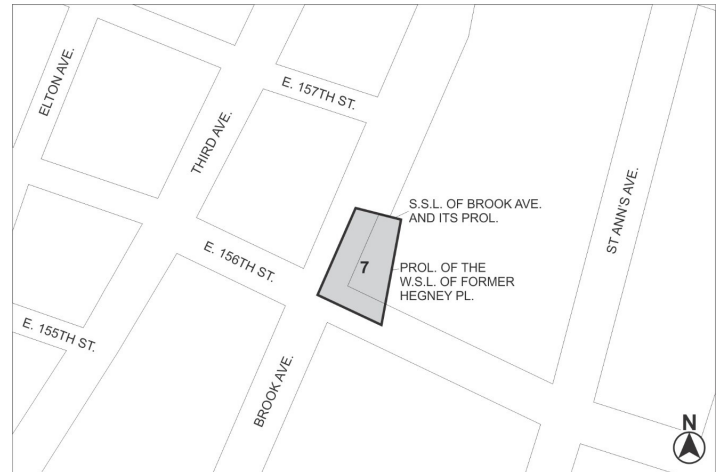 ELTON AVE.
THIRD AVE.
E. 157TH ST.
ST ANN'S AVE.
S.S.L. OF BROOK AVE.
AND ITS PROL.
E. 156TH ST.
7
PROL. OF THE
W.S.L. OF FORMER
HEGNEY PL.
E. 155TH ST.
BROOK AVE.
N